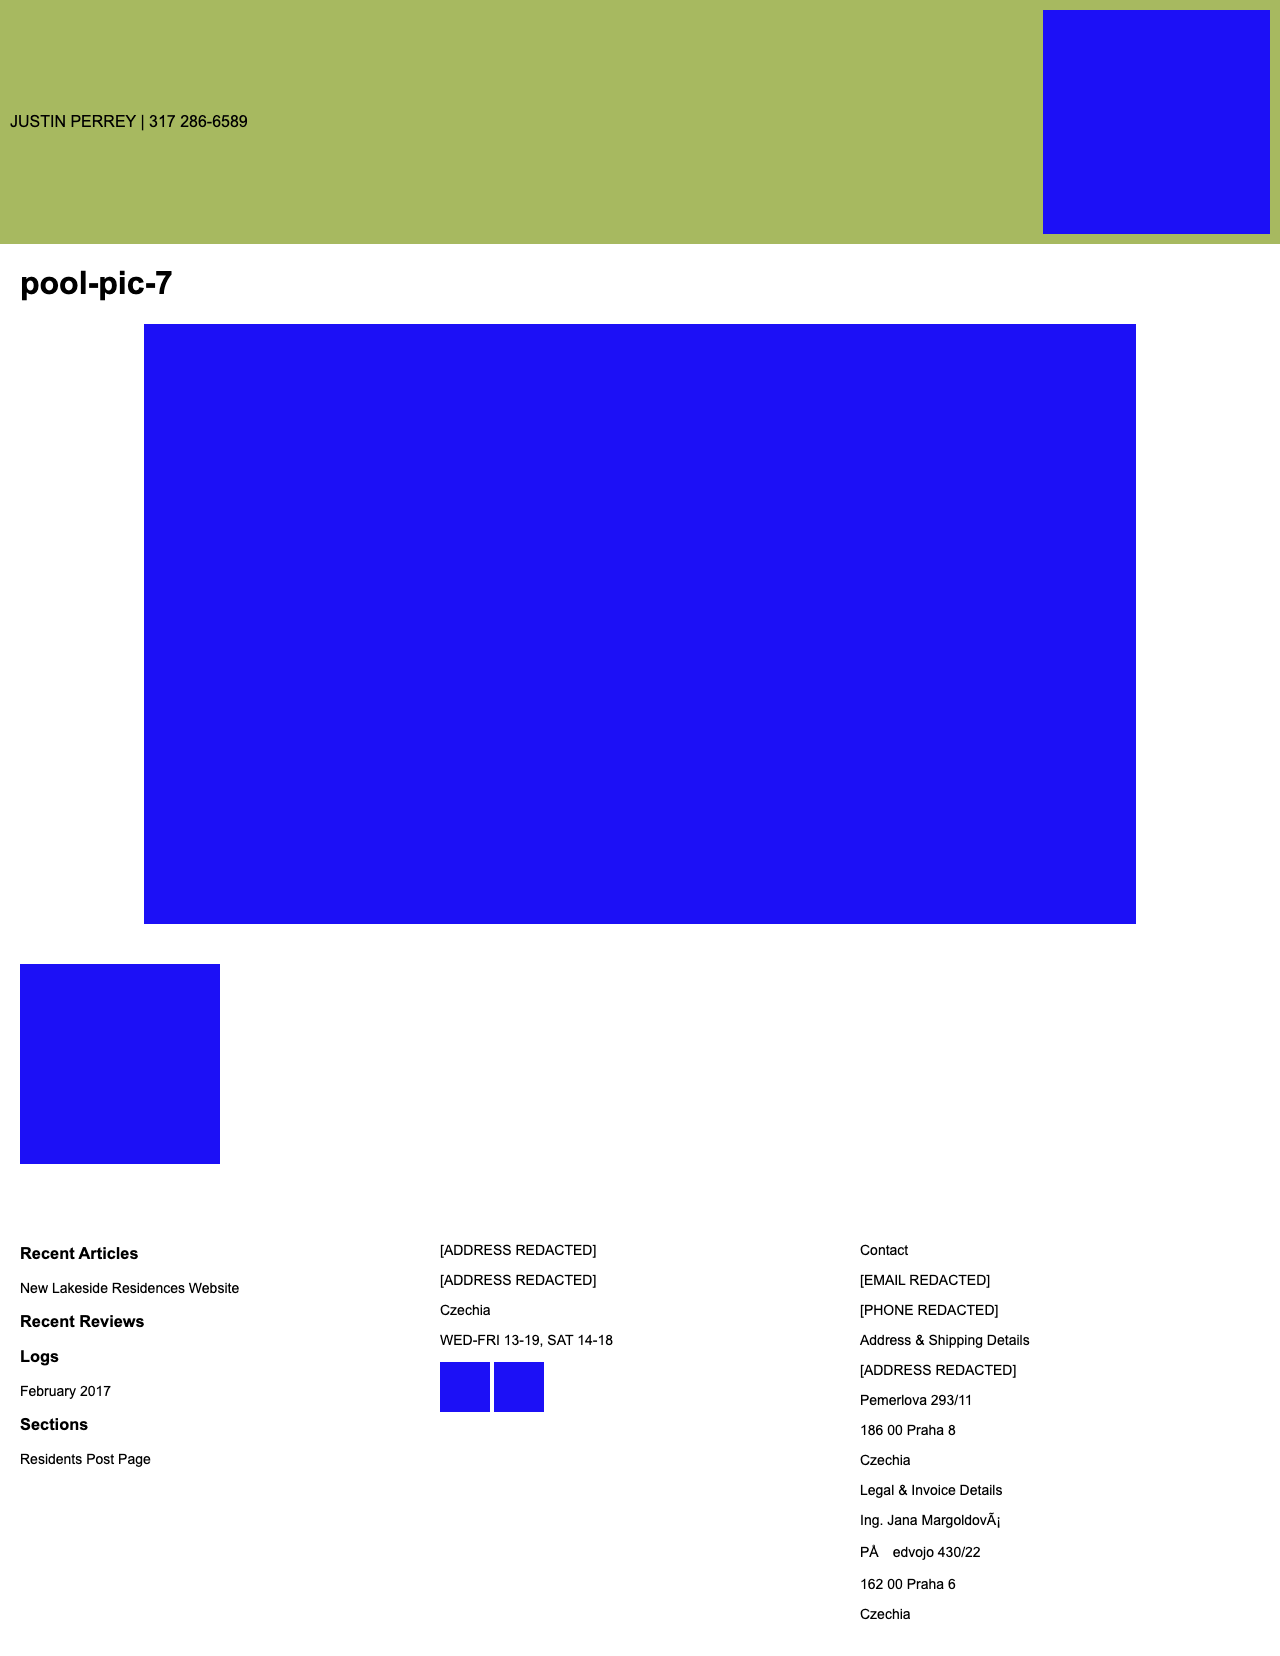 JUSTIN PERREY | 317 286-6589
pool-pic-7
Recent Articles
New Lakeside Residences Website
Recent Reviews
Logs
February 2017
Sections
Residents Post Page
[ADDRESS REDACTED]
[ADDRESS REDACTED]
Czechia
WED-FRI 13-19, SAT 14-18
Contact
[EMAIL REDACTED]
[PHONE REDACTED]
Address & Shipping Details
[ADDRESS REDACTED]
Pemerlova 293/11
186 00 Praha 8
Czechia
Legal & Invoice Details
Ing. Jana MargoldovÃ¡
PÅ edvojo 430/22
162 00 Praha 6
Czechia